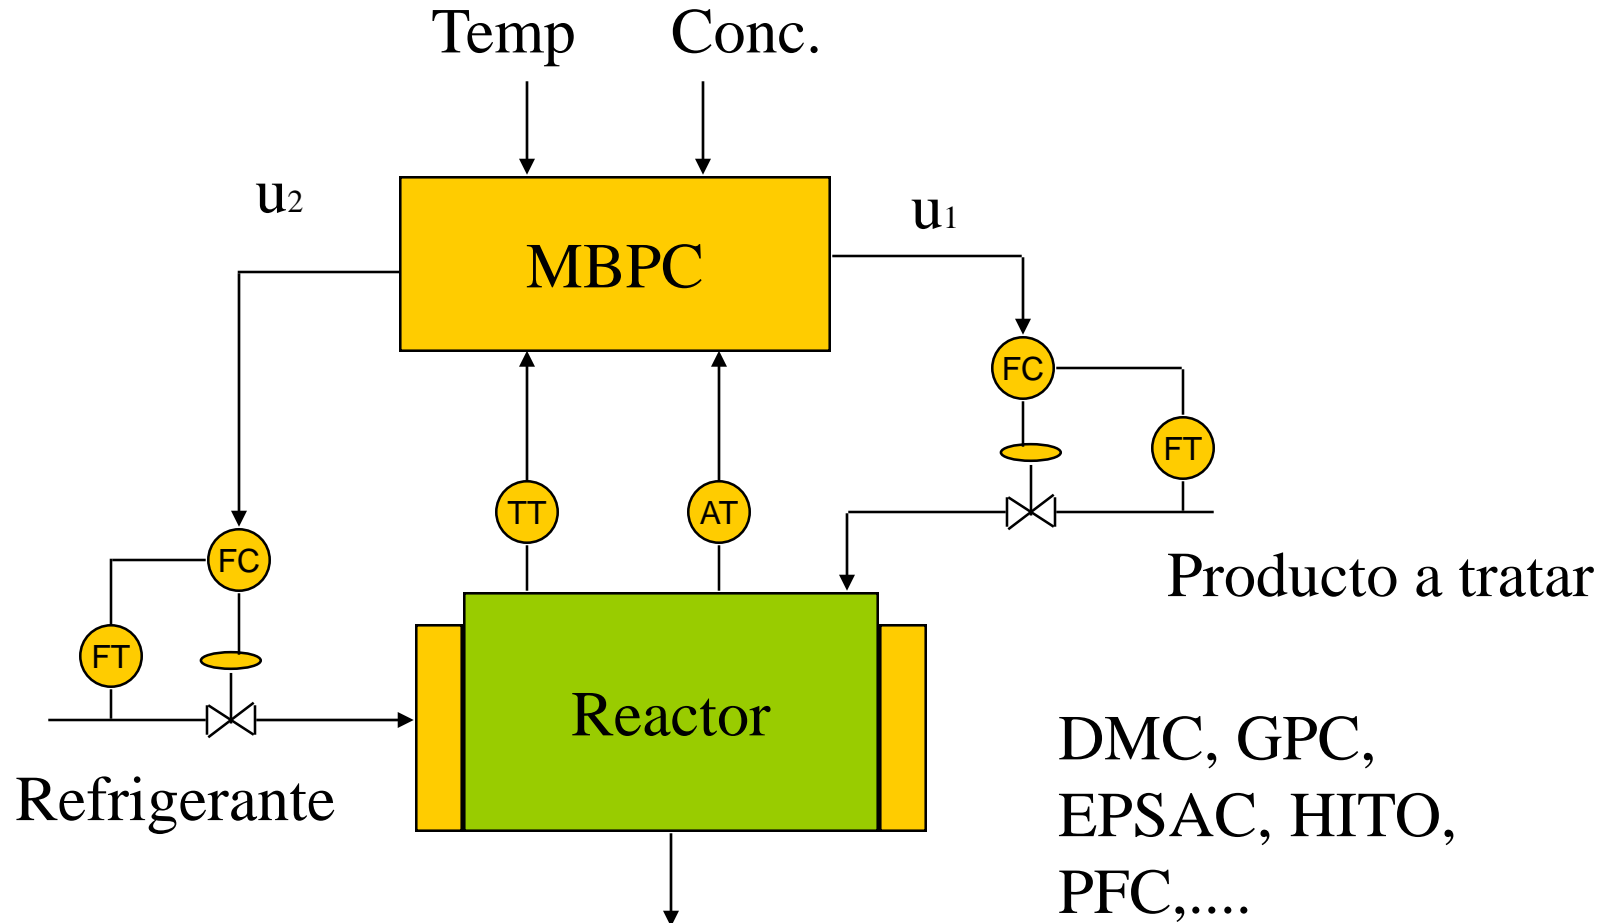 Temp
Conc.
u2
u1
MBPC
FC
FT
TT
AT
FC
Producto a tratar
FT
Reactor
Refrigerante
DMC, GPC,
EPSAC, HITO,
PFC,....